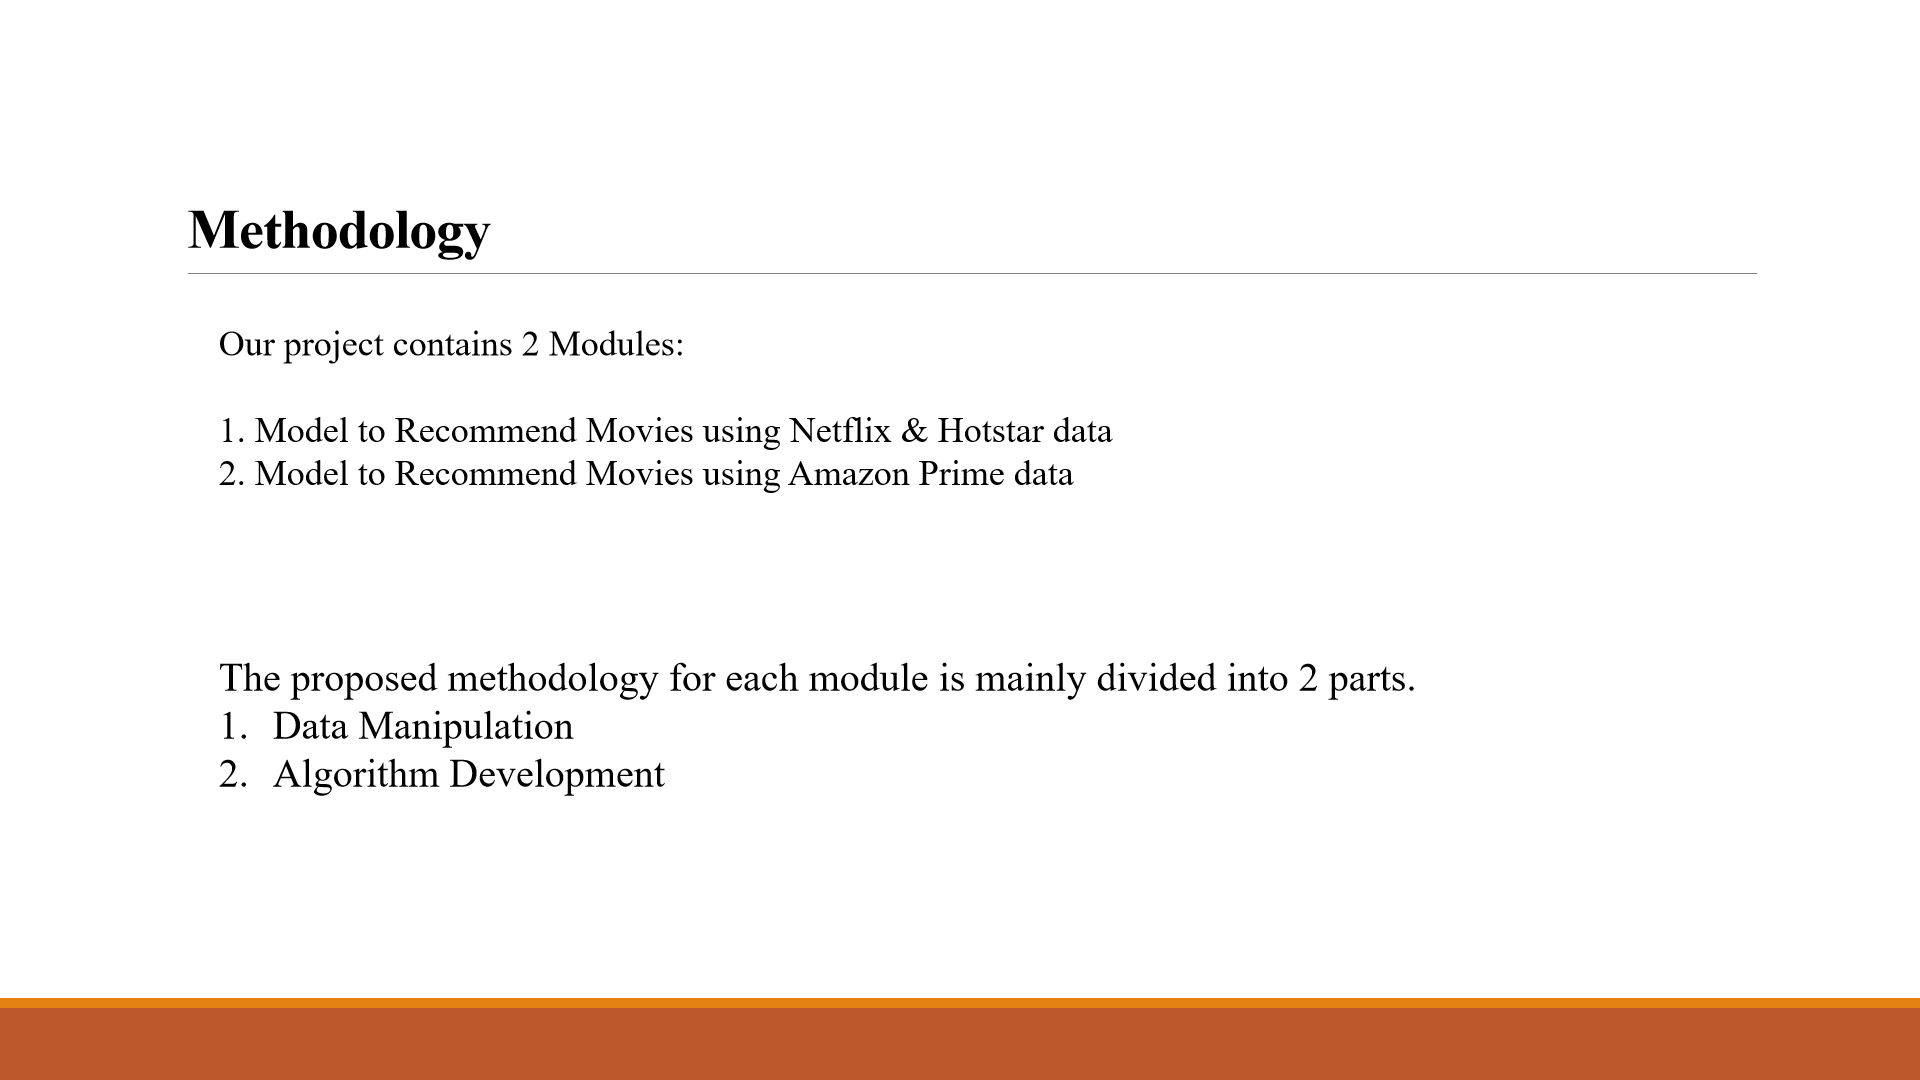 Methodology
Our project contains 2 Modules:
1. Model to Recommend Movies using Netflix & Hotstar data
2. Model to Recommend Movies using Amazon Prime data
The proposed methodology for each module is mainly divided into 2 parts.
1. Data Manipulation
2. Algorithm Development